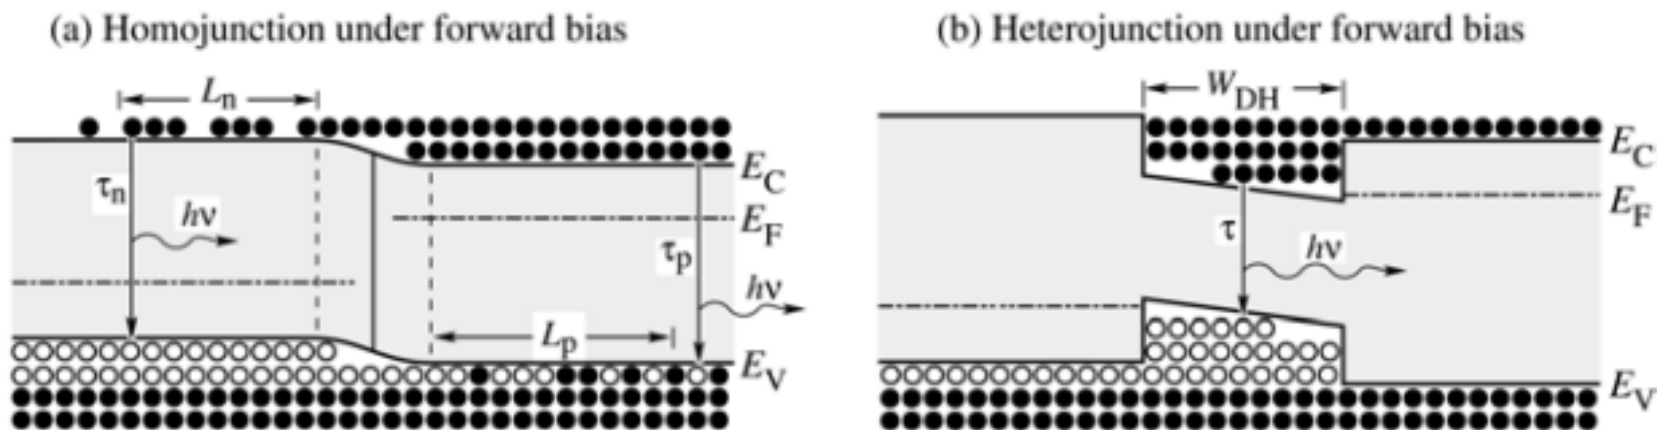 (a) Homojunction under forward bias
(b) Heterojunction under forward bias
Ln
τn
hν
EC
EF
τp
hν
Lp
EV
WDH
EC
EF
τ
hν
EV